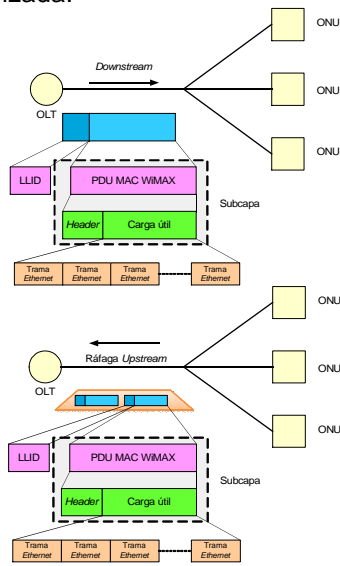 ONU
Downstream
ONU
OLT
ONU
LLID
PDU MAC WiMAX
Subcapa
Header
Carga útil
Trama
Ethernet
Trama
Ethernet
Trama
Ethernet
Trama
Ethernet
ONU
ONU
Ráfaga Upstream
OLT
ONU
LLID
PDU MAC WiMAX
Subcapa
Header
Carga útil
Trama
Ethernet
Trama
Ethernet
Trama
Ethernet
Trama
Ethernet